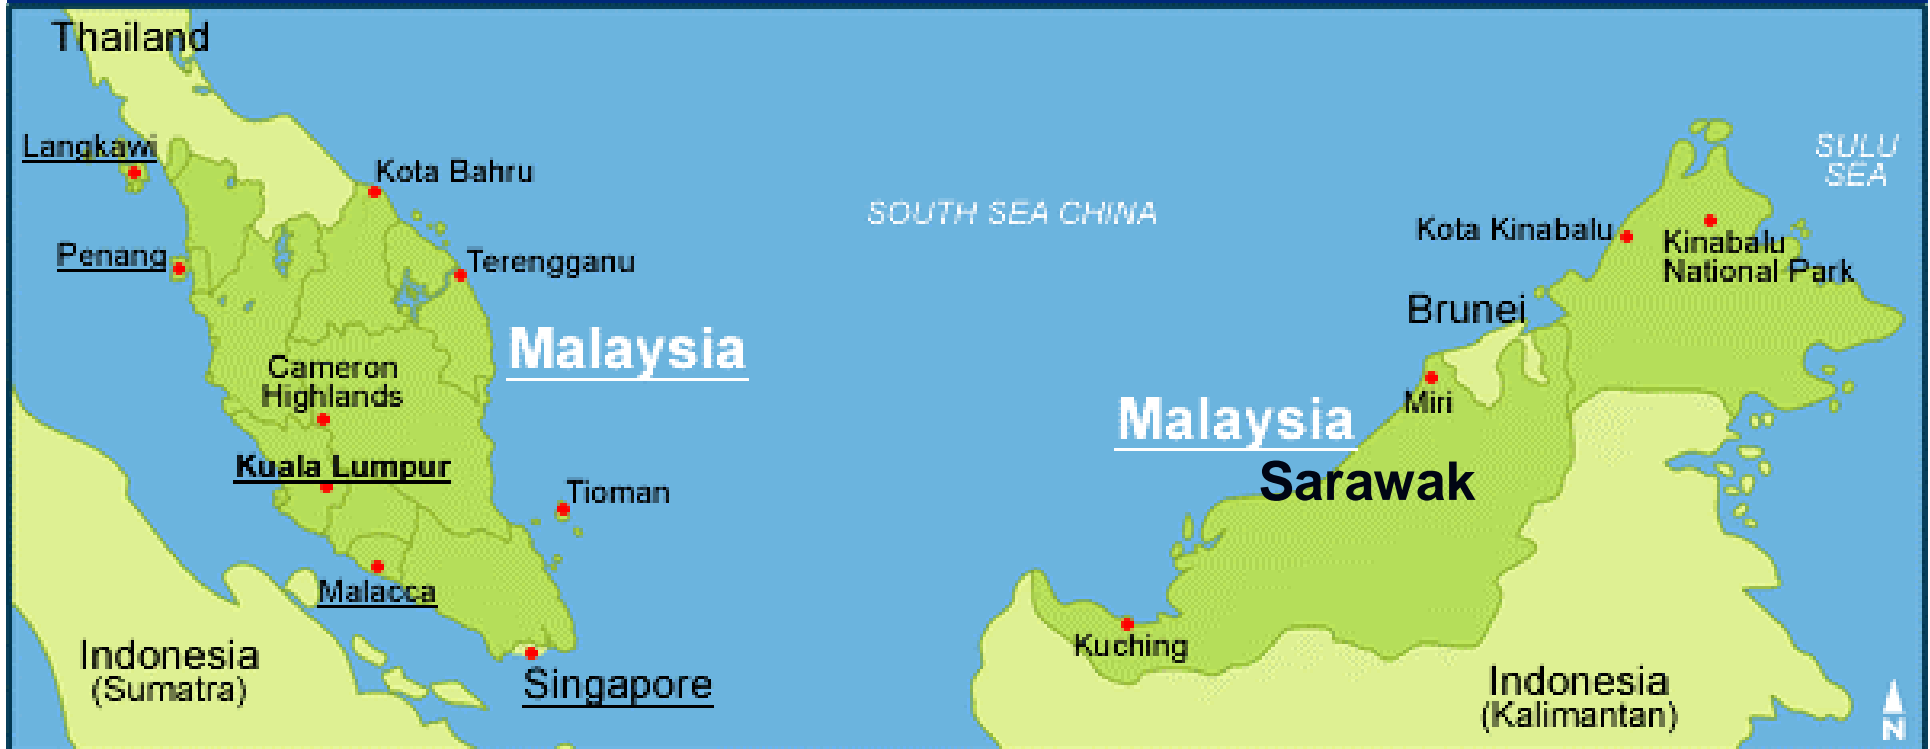 Thailand
Langkawi
Kota Bahru
SULU
SEA
SOUTH SEA CHINA
Kota Kinabalu
Kinabalu
National Park
Penang
Terengganu
Brunei
Malaysia
Cameron
Highlands
Miri
Malaysia
Kuala Lumpur
Sarawak
Tioman
Malacca
Kuching
Indonesia
(Sumatra)
Singapore
Indonesia
(Kalimantan)
N